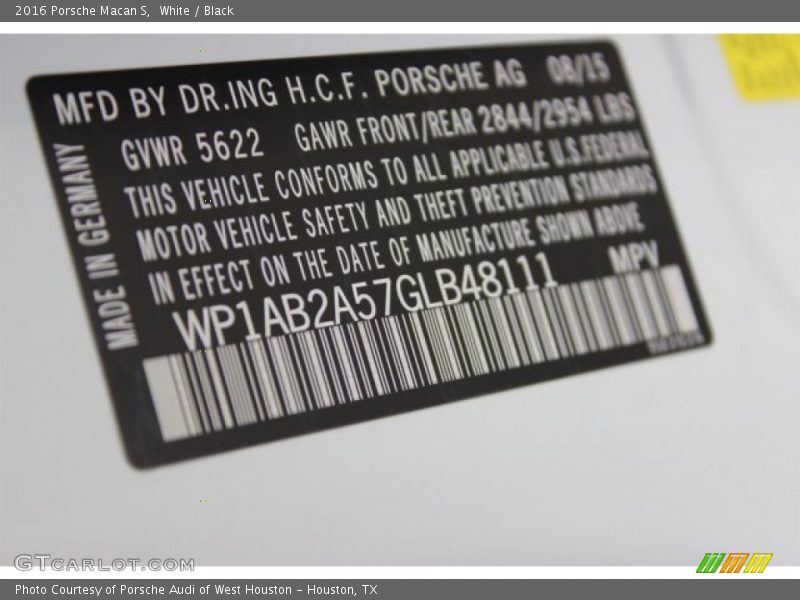 2016 Porsche Macan S, White / Black
MFD BY DR.ING H.C.F. PORSCHE AG 08/15
GVWR 5622 GAWR FRONT/REAR 2844/2954 LBS
THIS VEHICLE CONFORMS TO ALL APPLICABLE U.S.FEDERAL
MOTOR VEHICLE SAFETY AND THEFT PREVENTION STANDARDS
IN EFFECT ON THE DATE OF MANUFACTURE SHOWN ABOVE
MADE IN GERMANY
WP1AB2A57GLB48111 MPV
GTCARLOT.COM
Photo Courtesy of Porsche Audi of West Houston - Houston, TX